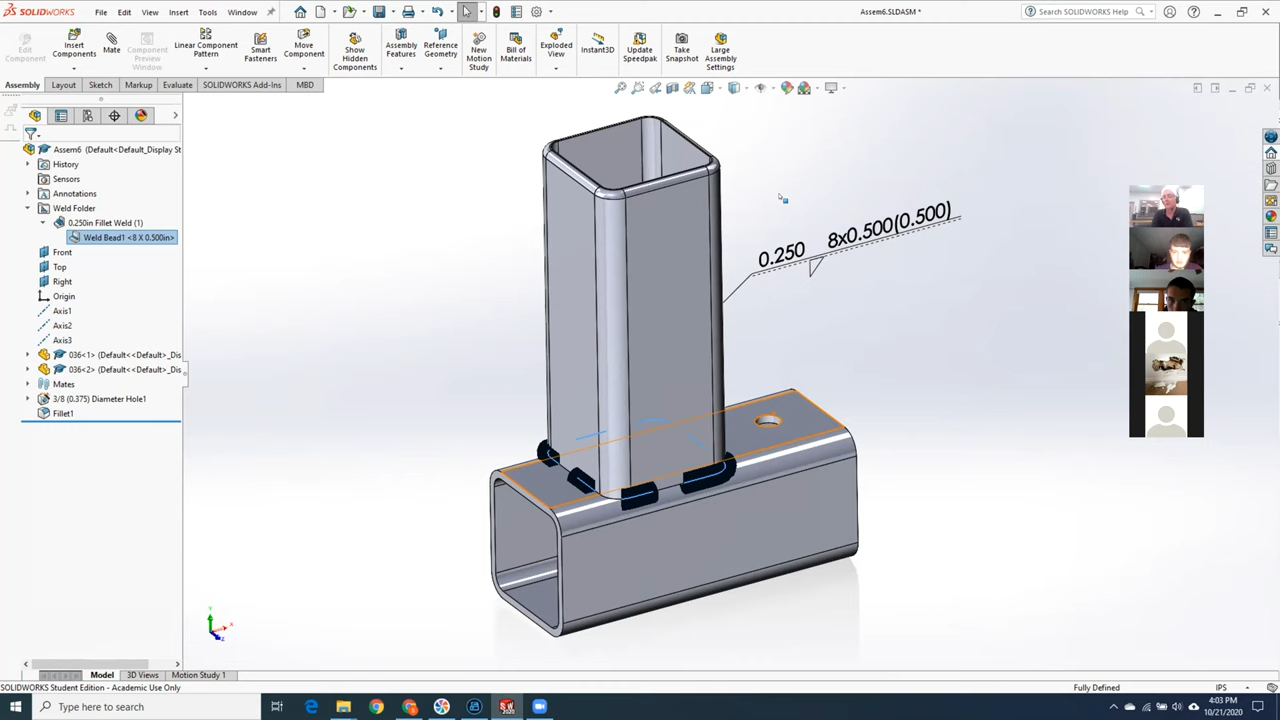 SOLIDWORKS
File
Edit
View
Insert
Tools
Window
Assem6.SLDASM *
Search SOLIDWORKS Help
Edit
Component
Insert
Components
Mate
Component
Preview
Window
Linear Component
Pattern
Smart
Fasteners
Move
Component
Show
Hidden
Components
Assembly
Features
Reference
Geometry
New
Motion
Study
Bill of
Materials
Exploded
View
Instant3D
Update
Speedpak
Take
Snapshot
Large
Assembly
Settings
Assembly
Layout
Sketch
Markup
Evaluate
SOLIDWORKS Add-Ins
MBD
Assem6 (Default<Default_Display St
History
Sensors
Annotations
Weld Folder
0.250in Fillet Weld (1)
Weld Bead1 <8 X 0.500in>
Front
Top
Right
Origin
Axis1
Axis2
Axis3
036<1> (Default<<Default>_Dis
036<2> (Default<<Default>_Dis
Mates
3/8 (0.375) Diameter Hole1
Fillet1
0.250 8x0.500(0.500)
Model
3D Views
Motion Study 1
SOLIDWORKS Student Edition - Academic Use Only
Fully Defined
IPS
Type here to search
4:03 PM
10/21/2020